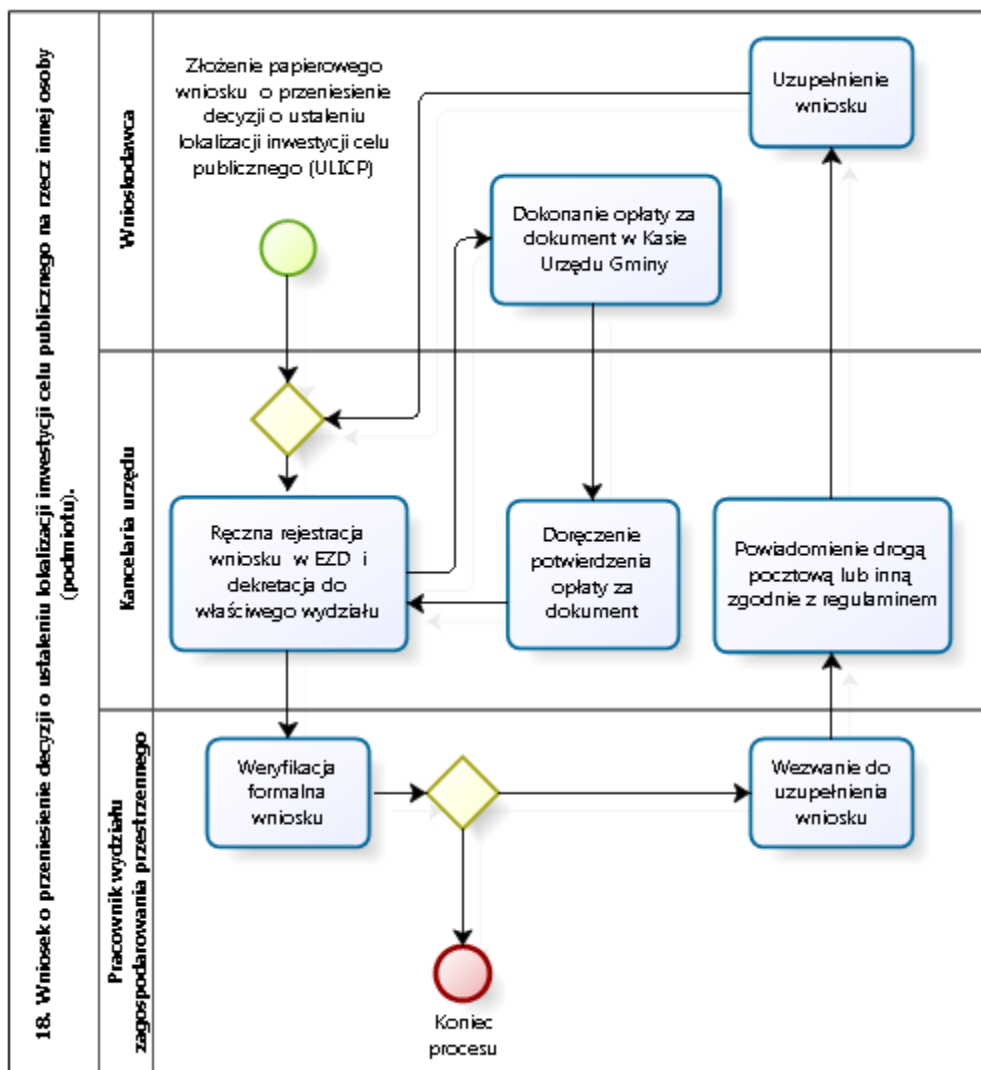 18. Wniosek o przeniesienie decyzji o ustaleniu lokalizacji inwestycji celu publicznego na rzecz innej osoby
(podmiotu).
Wnioskodawca
Złożenie papierowego
wniosku o przeniesienie
decyzji o ustaleniu
lokalizacji inwestycji celu
publicznego (ULICP)
Uzupełnienie
wniosku
Dokonanie opłaty za
dokument w Kasie
Urzędu Gminy
Kancelaria urzędu
Ręczna rejestracja
wniosku w EZD i
dekretacja do
właściwego wydziału
Doręczenie
potwierdzenia
opłaty za
dokument
Powiadomienie drogą
pocztową lub inną
zgodnie z regulaminem
Pracownik wydziału
zagospodarowania przestrzennego
Weryfikacja
formalna
wniosku
Wezwanie do
uzupełnienia
wniosku
Koniec
procesu